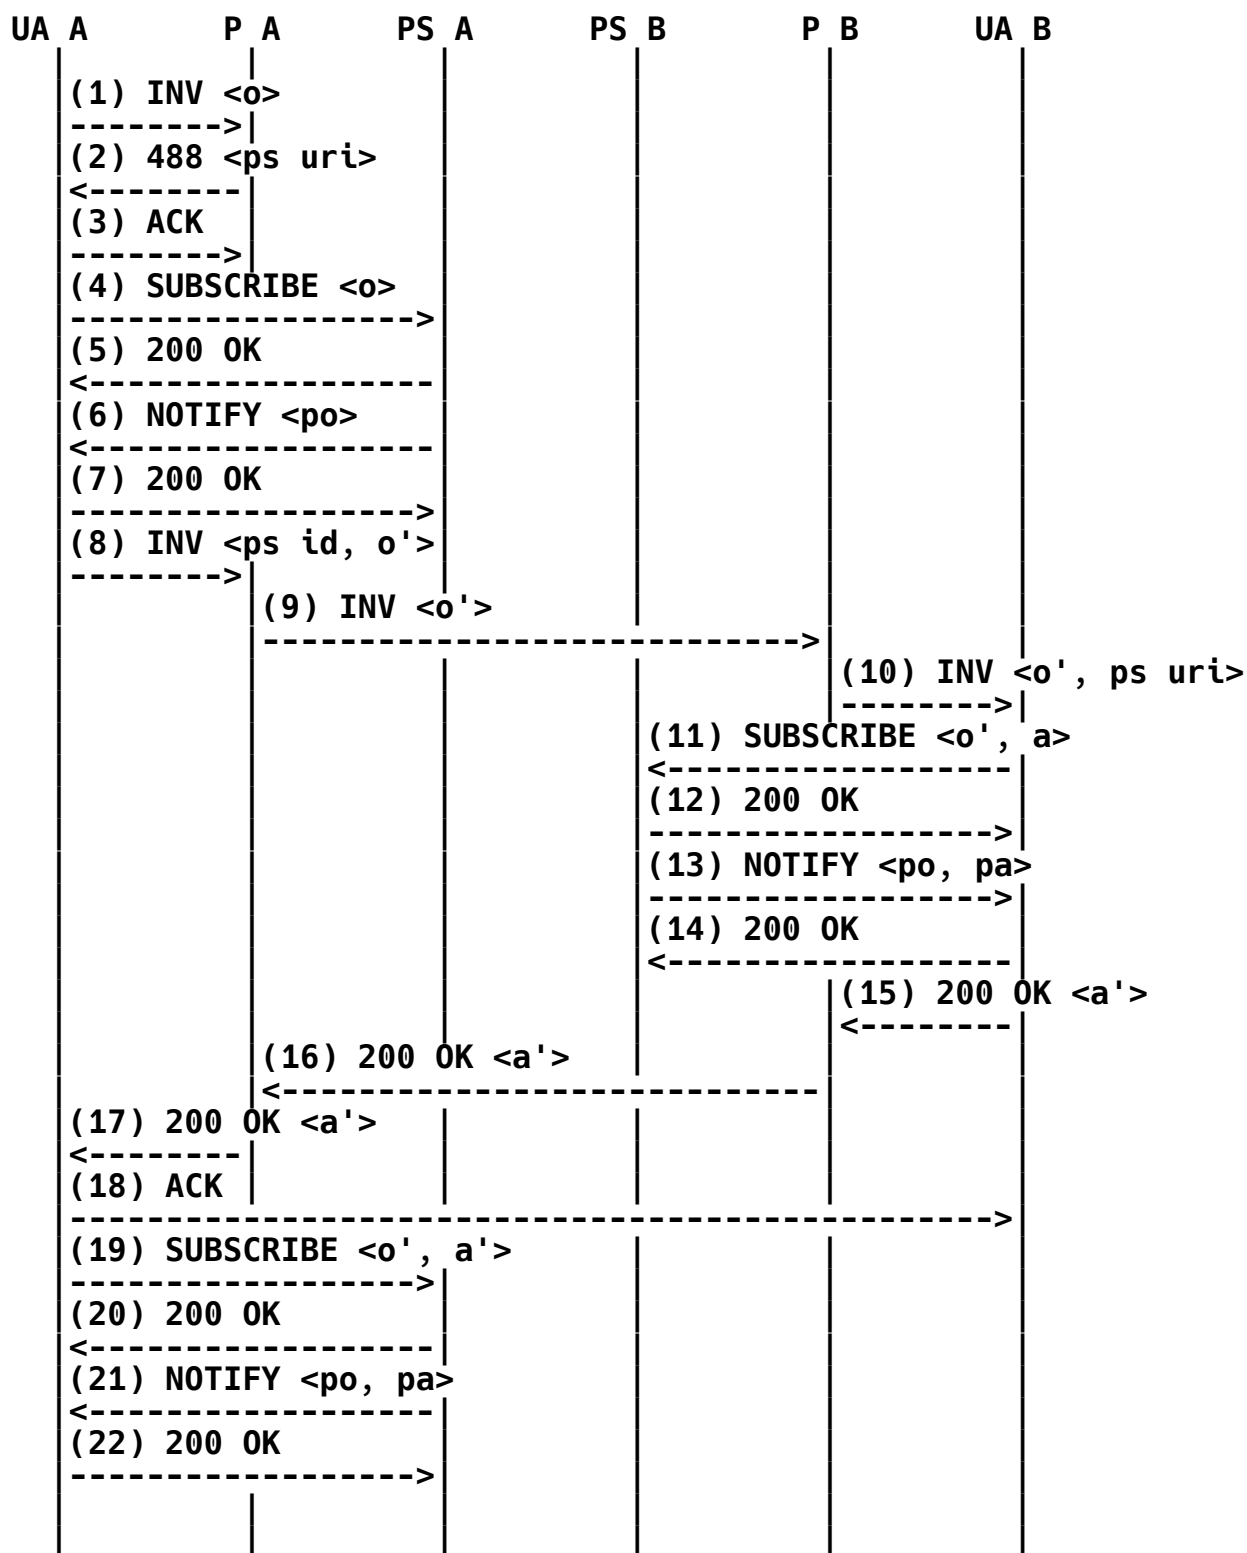 UA A P A PS A PS B P B UA B
(1) INV <o>
(2) 488 <ps uri>
(3) ACK
(4) SUBSCRIBE <o>
(5) 200 OK
(6) NOTIFY <po>
(7) 200 OK
(8) INV <ps id, o'>
(9) INV <o'>
(10) INV <o', ps uri>
(11) SUBSCRIBE <o', a>
(12) 200 OK
(13) NOTIFY <po, pa>
(14) 200 OK
(15) 200 OK <a'>
(16) 200 OK <a'>
(17) 200 OK <a'>
(18) ACK
(19) SUBSCRIBE <o', a'>
(20) 200 OK
(21) NOTIFY <po, pa>
(22) 200 OK